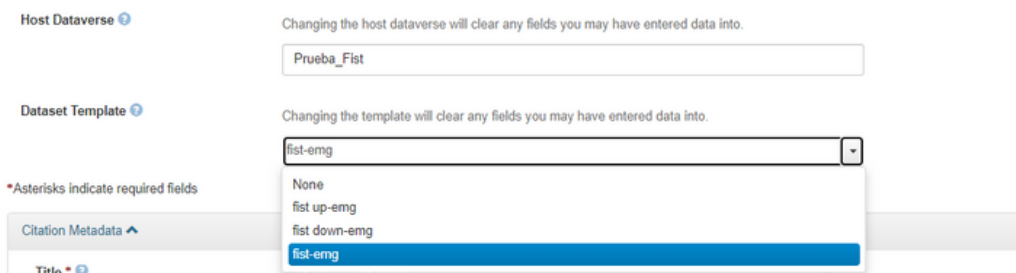 Host Dataverse
Changing the host dataverse will clear any fields you may have entered data into.
Prueba_Fist
Dataset Template
Changing the template will clear any fields you may have entered data into.
fist-emg
*Asterisks indicate required fields
None
fist up-emg
fist down-emg
Citation Metadata
fist-emg
Title *